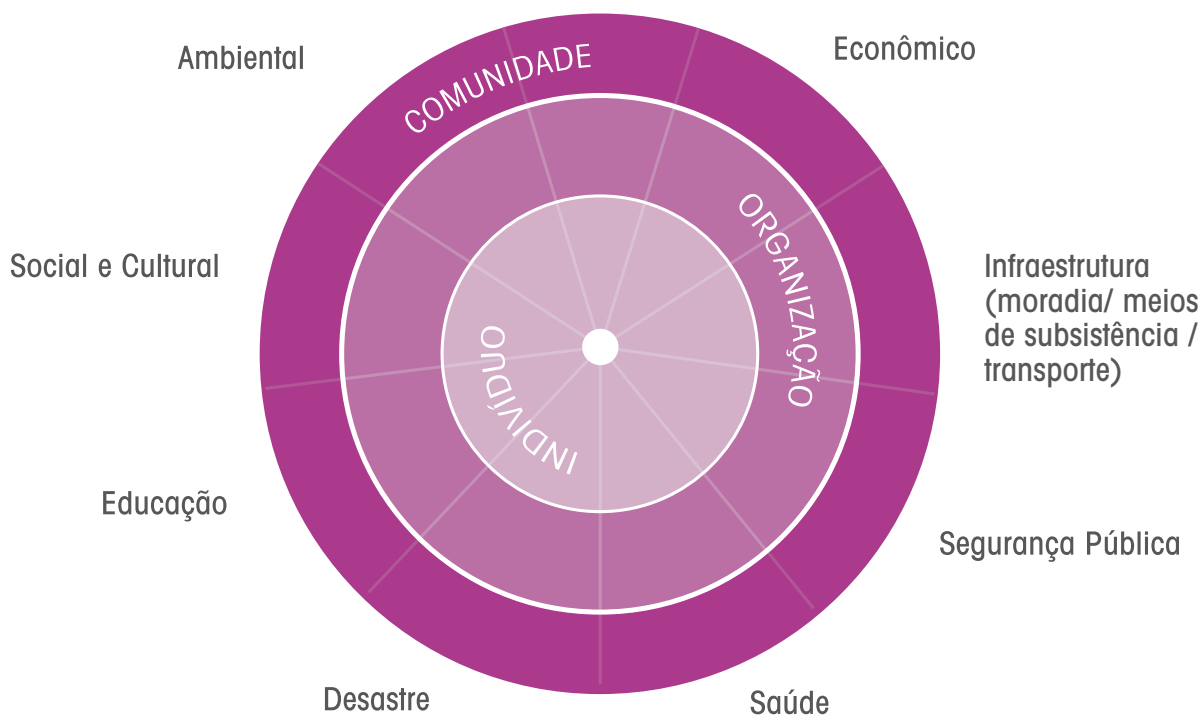 Ambiental
COMUNIDADE
Econômico
ORGANIZAÇÃO
Social e Cultural
Infraestrutura
(moradia/ meios
de subsistência /
transporte)
INDIVÍDUO
Educação
Segurança Pública
Desastre
Saúde